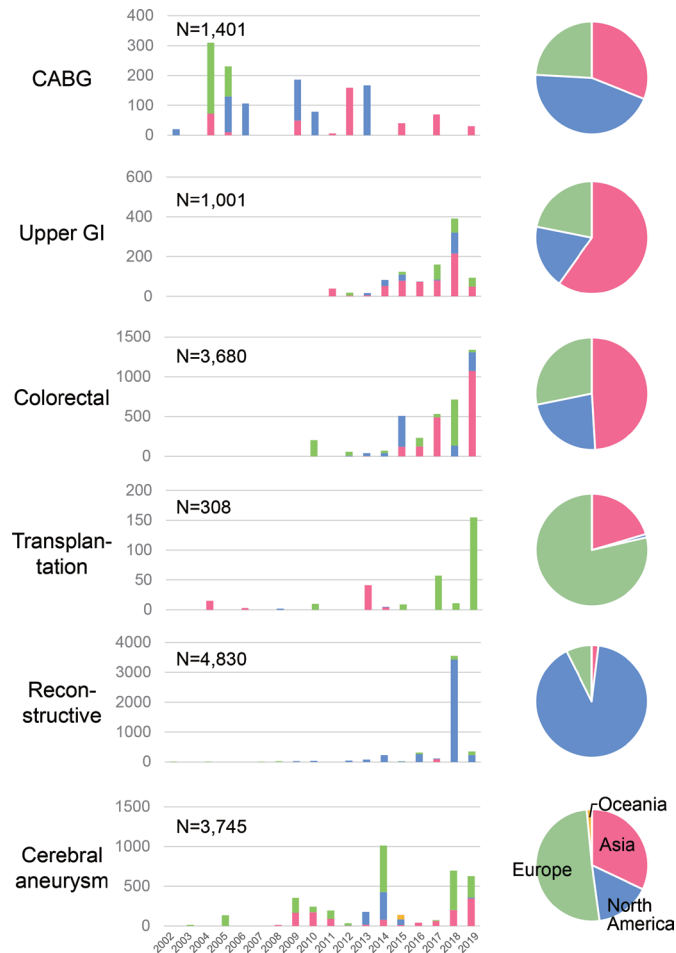 400
300
200
100
0
N=1,401
CABG
600
400
200
0
N=1,001
Upper GI
1500
1000
500
0
N=3,680
Colorectal
200
150
100
50
0
N=308
Transplan-
tation
4000
3000
2000
1000
0
N=4,830
Recon-
structive
1500
1000
500
0
N=3,745
Cerebral
aneurysm
Oceania
Asia
Europe
North
America
2002
2003
2004
2005
2006
2007
2008
2009
2010
2011
2012
2013
2014
2015
2016
2017
2018
2019